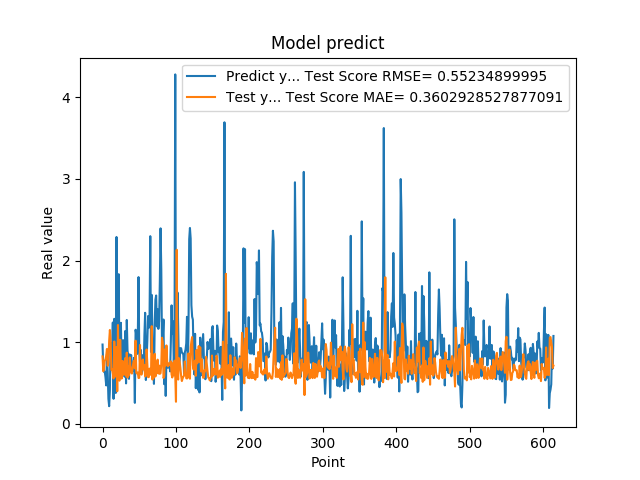 Model predict
Predict y... Test Score RMSE= 0.55234899995
Test y... Test Score MAE= 0.3602928527877091
Real value
4
3
2
1
0
0 100 200 300 400 500 600
Point